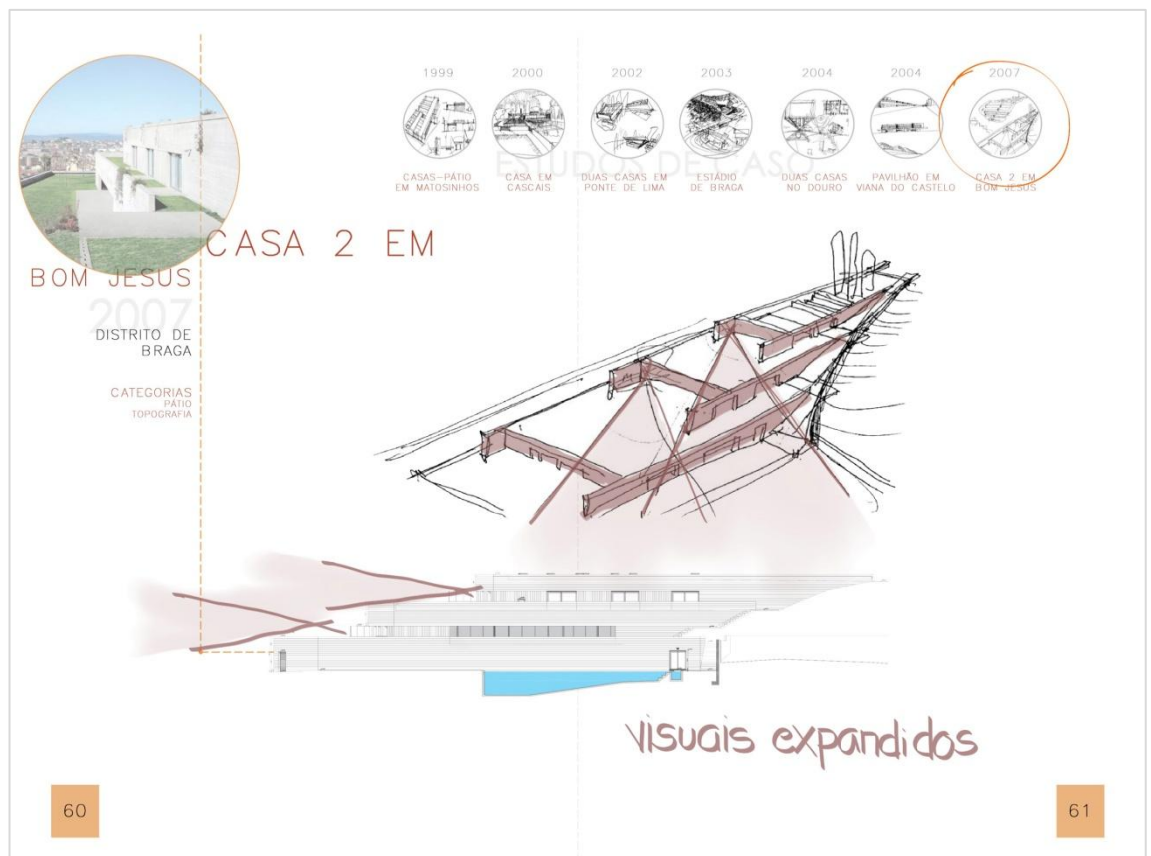 1999
2000
2002
2003
2004
2004
2007
ESTUDOS DE CASO
CASAS-PÁTIO
EM MATOSINHOS
CASA EM
CASCAIS
DUAS CASAS EM
PONTE DE LIMA
ESTÁDIO
DE BRAGA
DUAS CASAS
NO DOURO
PAVILHÃO EM
VIANA DO CASTELO
CASA 2 EM
BOM JESUS
CASA 2 EM
BOM JESUS
2007
DISTRITO DE
BRAGA
CATEGORIAS
PÁTIO
TOPOGRAFIA
visuais expandidos
60
61